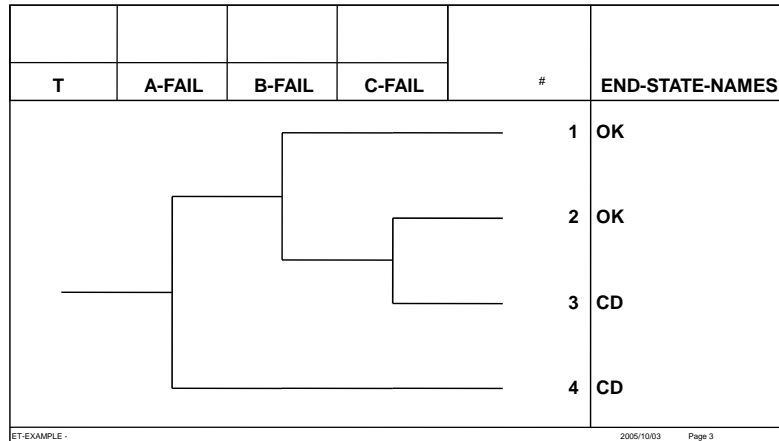 T A-FAIL B-FAIL C-FAIL # END-STATE-NAMES
1 OK
2 OK
3 CD
4 CD
ET-EXAMPLE - 2005/10/03 Page 3